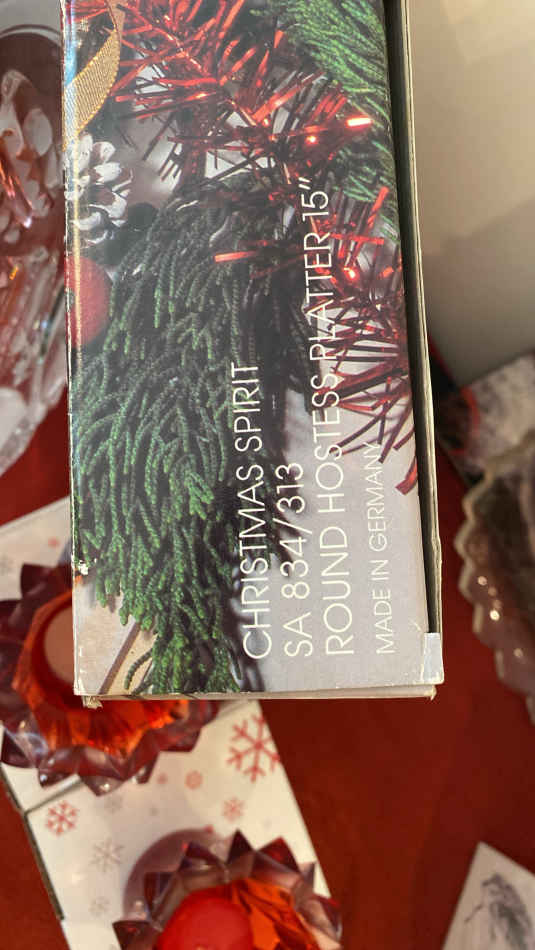 CHRISTMAS SPIRIT
SA 834/313
ROUND HOSTESS PLATTER 15"
MADE IN GERMANY